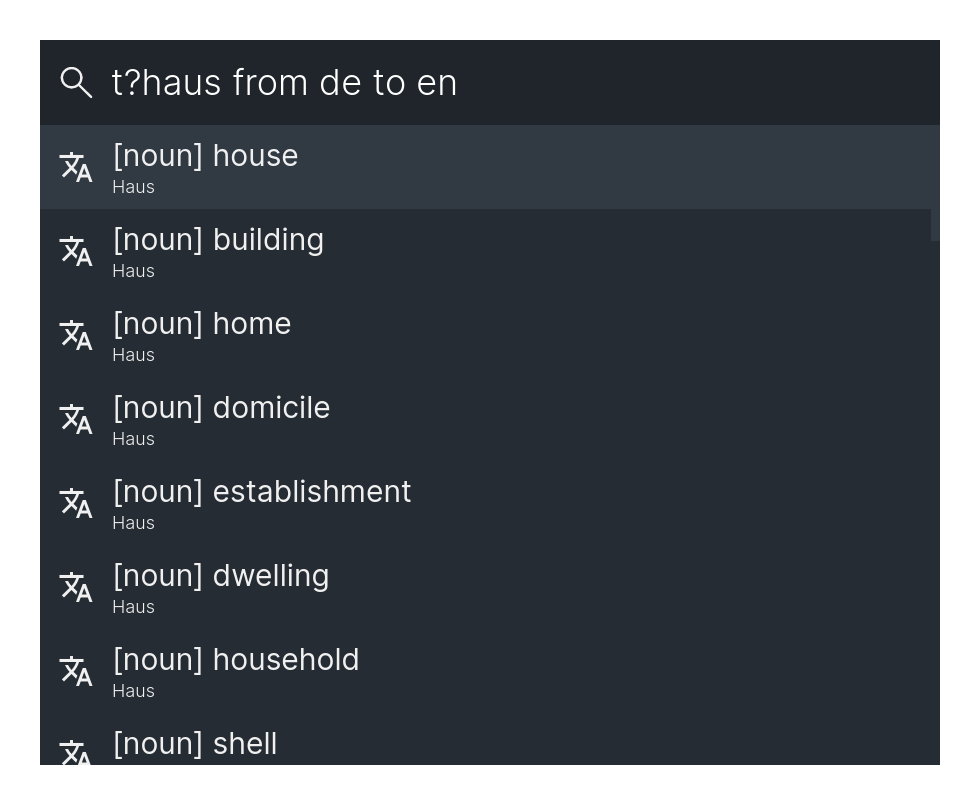 t?haus from de to en
[noun] house
Haus
[noun] building
Haus
[noun] home
Haus
[noun] domicile
Haus
[noun] establishment
Haus
[noun] dwelling
Haus
[noun] household
Haus
[noun] shell